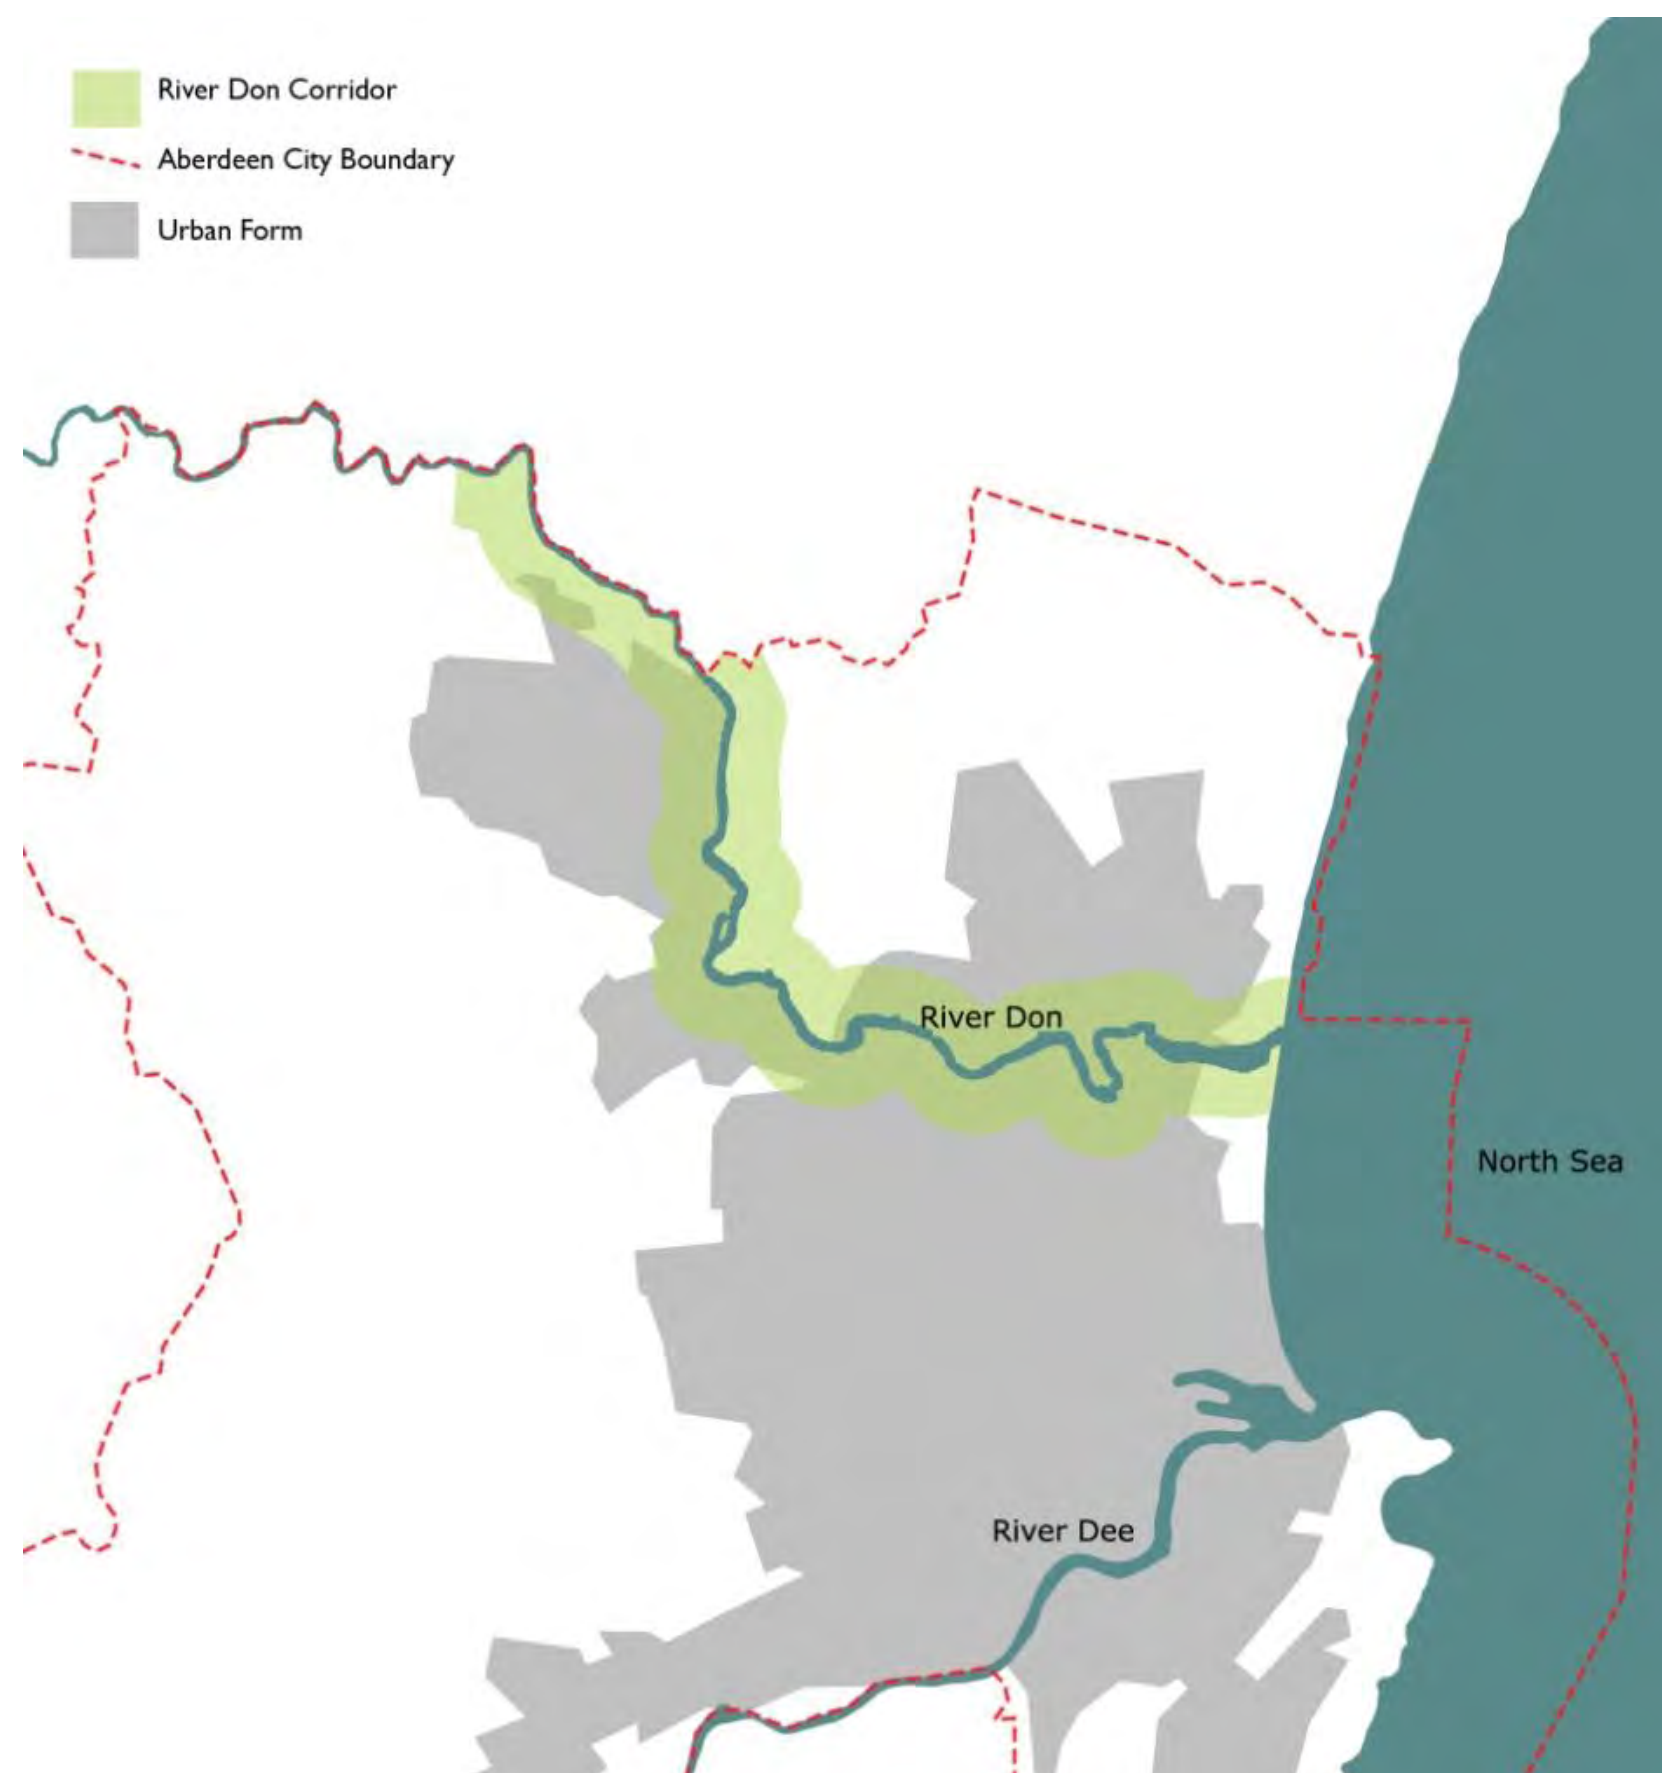 River Don Corridor
Aberdeen City Boundary
Urban Form
River Don
North Sea
River Dee